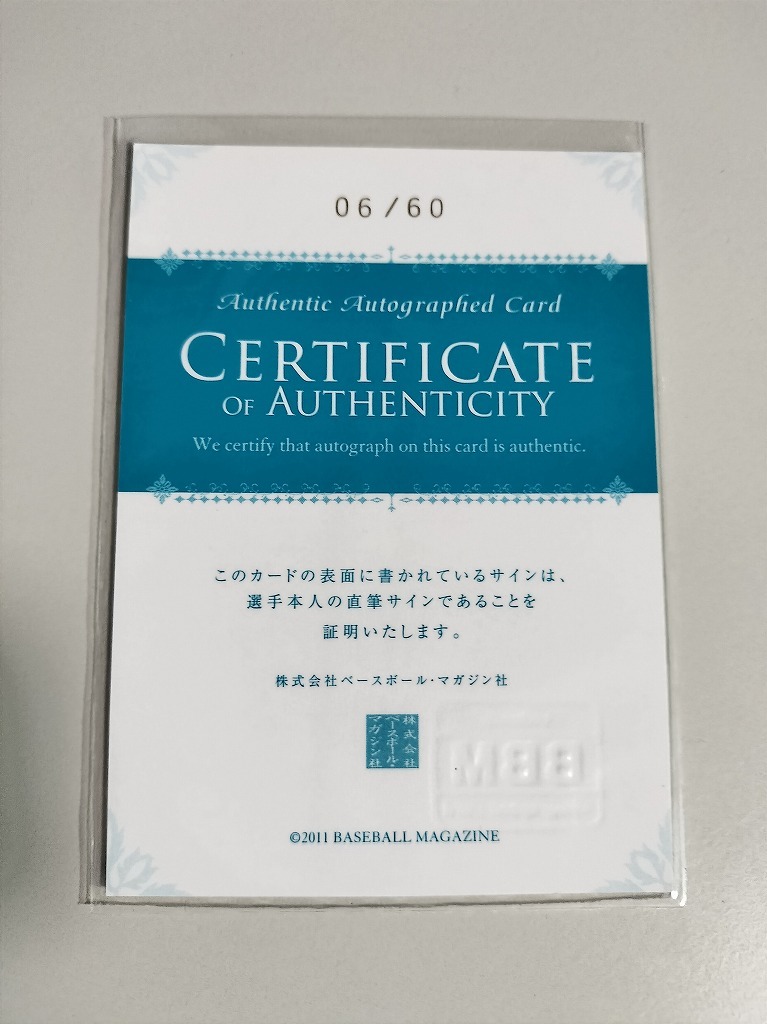 06/60
Authentic Autographed Card
CERTIFICATE
OF AUTHENTICITY
We certify that autograph on this card is authentic.
このカードの表面に書かれているサインは、
選手本人の直筆サインであることを
証明いたします。
株式会社ベースボール・マガジン社
株式会社
ベースボール・
マガジン社
BBM
©2011 BASEBALL MAGAZINE